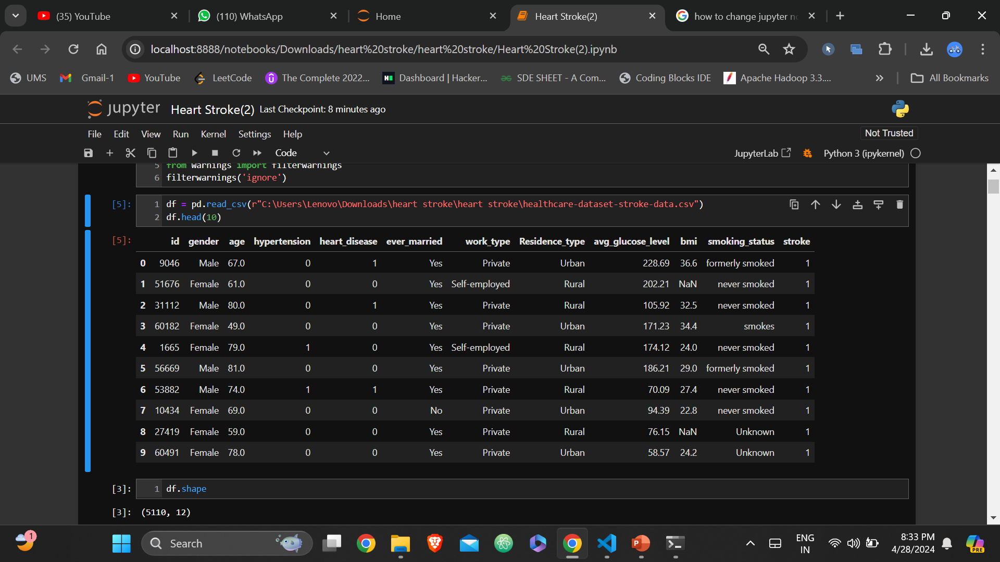 (35) YouTube
(110) WhatsApp
Home
Heart Stroke(2)
how to change jupyter no
localhost:8888/notebooks/Downloads/heart%20stroke/heart%20stroke/Heart%20Stroke(2).ipynb
UMS Gmail-1 YouTube LeetCode The Complete 2022... Dashboard | Hacker... SDE SHEET - A Com... Coding Blocks IDE Apache Hadoop 3.3.... » All Bookmarks
jupyter Heart Stroke(2) Last Checkpoint: 8 minutes ago
File Edit View Run Kernel Settings Help Not Trusted
Code JupyterLab Python 3 (ipykernel)
5 from warnings import filterwarnings
6 filterwarnings('ignore')
[5]: 1 df = pd.read_csv(r"C:\Users\Lenovo\Downloads\heart stroke\heart stroke\healthcare-dataset-stroke-data.csv")
2 df.head(10)
[5]: id gender age hypertension heart_disease ever_married work_type Residence_type avg_glucose_level bmi smoking_status stroke
0 9046 Male 67.0 0 1 Yes Private Urban 228.69 36.6 formerly smoked 1
1 51676 Female 61.0 0 0 Yes Self-employed Rural 202.21 NaN never smoked 1
2 31112 Male 80.0 0 1 Yes Private Rural 105.92 32.5 never smoked 1
3 60182 Female 49.0 0 0 Yes Private Urban 171.23 34.4 smokes 1
4 1665 Female 79.0 1 0 Yes Self-employed Rural 174.12 24.0 never smoked 1
5 56669 Male 81.0 0 0 Yes Private Urban 186.21 29.0 formerly smoked 1
6 53882 Male 74.0 1 1 Yes Private Rural 70.09 27.4 never smoked 1
7 10434 Female 69.0 0 0 No Private Urban 94.39 22.8 never smoked 1
8 27419 Female 59.0 0 0 Yes Private Rural 76.15 NaN Unknown 1
9 60491 Female 78.0 0 0 Yes Private Urban 58.57 24.2 Unknown 1
[3]: 1 df.shape
[3]: (5110, 12)
1
Search
P
PRE
ENG
IN
8:33 PM
4/28/2024